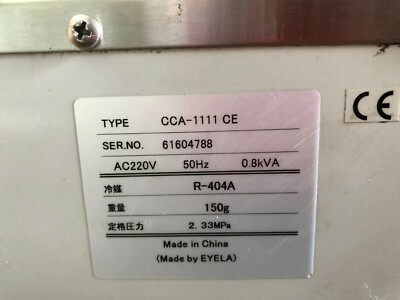 TYPE CCA-1111 CE
SER.NO. 61604788
AC220V 50Hz 0.8kVA
冷媒 R-404A
重量 150g
定格圧力 2.33MPa
Made in China
(Made by EYELA)
CE